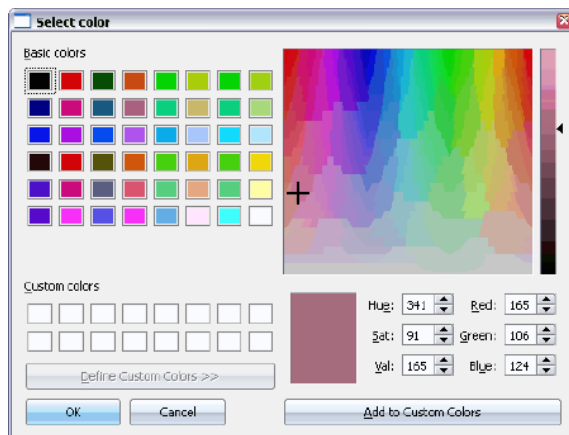 Select color
Basic colors
Custom colors
Define Custom Colors >>
OK Cancel
Hue: 341 Red: 165
Sat: 91 Green: 106
Val: 165 Blue: 124
Add to Custom Colors